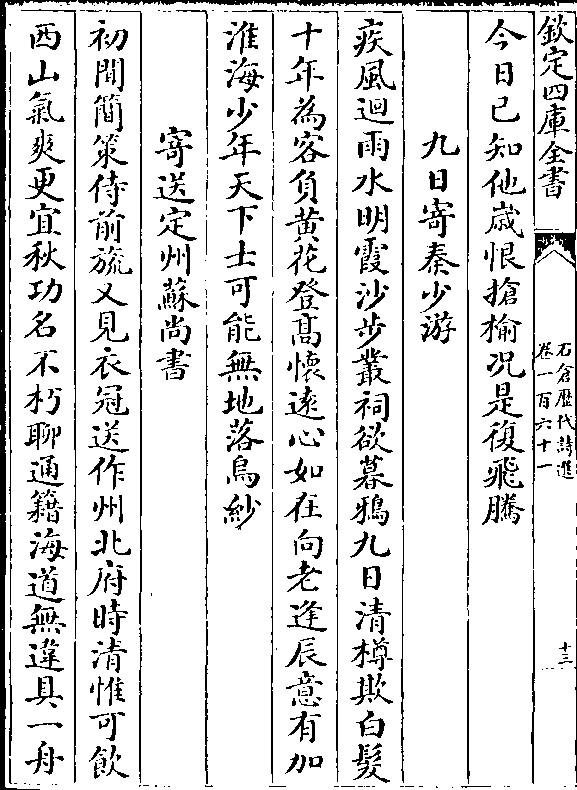 欽定四庫全書
石倉歴代詩選
卷一百六十一
十三
今日已知他歳恨搶榆况是復飛騰
九日寄秦少游
疾風迴雨水明霞沙步叢祠欲暮鴉九日清樽欺白髮
十年為客負黄花登髙懷逺心如在向老逢辰意有加
淮海少年天下士可能無地落烏紗
寄送定州蘇尚書
初聞簡策侍前旒又見衣冠送作州北府時清惟可飲
西山氣爽更宜秋功名不朽聊通籍海道無違具一舟